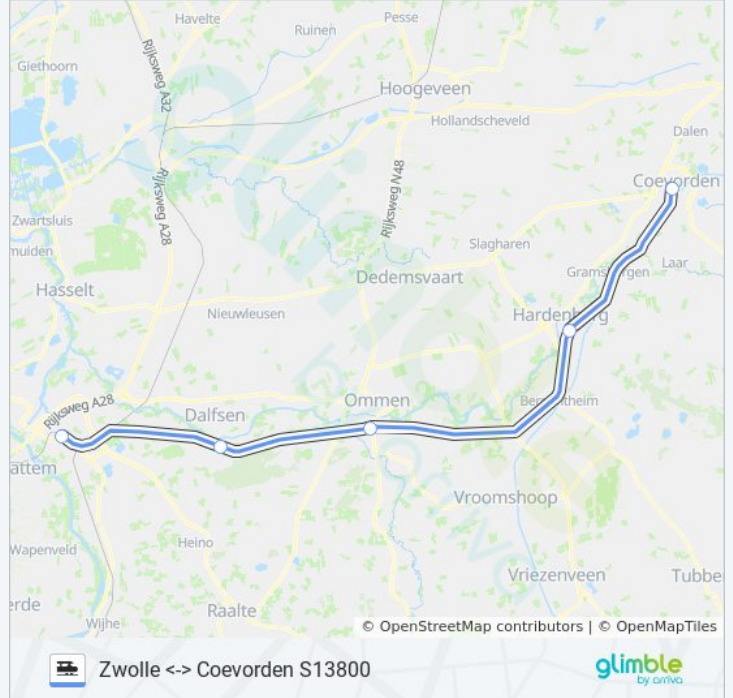 Havelte
Pesse
Ruinen
Giethoorn
Rijksweg A32
Hoogeveen
Hollandscheveld
Dalen
Coevorden
Rijksweg N48
Rijksweg A28
Zwartsluis
Slagharen
muiden
Laar
Dedemsvaart
Hasselt
Nieuwleusen
Ommen
Rijksweg A28
Dalfsen
attem
Vroomshoop
Wapenveld
Heino
Vriezenveen
Tubbe
erde
Raalte
Wijhe
© OpenStreetMap contributors | © OpenMapTiles
Zwolle <-> Coevorden S13800
glimble
by arriva